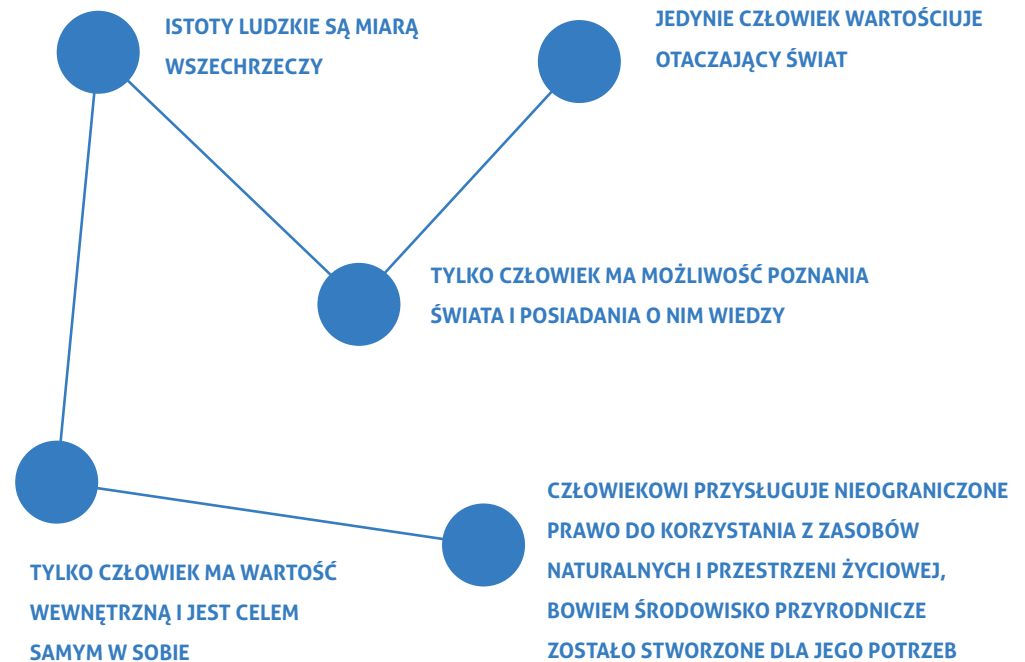 ISTOTY LUDZKIE SĄ MIARĄ
WSZECHRZECZY
JEDYNIE CZŁOWIEK WARTOŚCIUJE
OTACZAJĄCY ŚWIAT
TYLKO CZŁOWIEK MA MOŻLIWOŚĆ POZNANIA
ŚWIATA I POSIADANIA O NIM WIEDZY
TYLKO CZŁOWIEK MA WARTOŚĆ
WEWNĘTRZNĄ I JEST CELEM
SAMYM W SOBIE
CZŁOWIEKOWI PRZYSŁUGUJE NIEOGRANICZONE
PRAWO DO KORZYSTANIA Z ZASOBÓW
NATURALNYCH I PRZESTRZENI ŻYCIOWEJ,
BOWIEM ŚRODOWISKO PRZYRODNICZE
ZOSTAŁO STWORZONE DLA JEGO POTRZEB